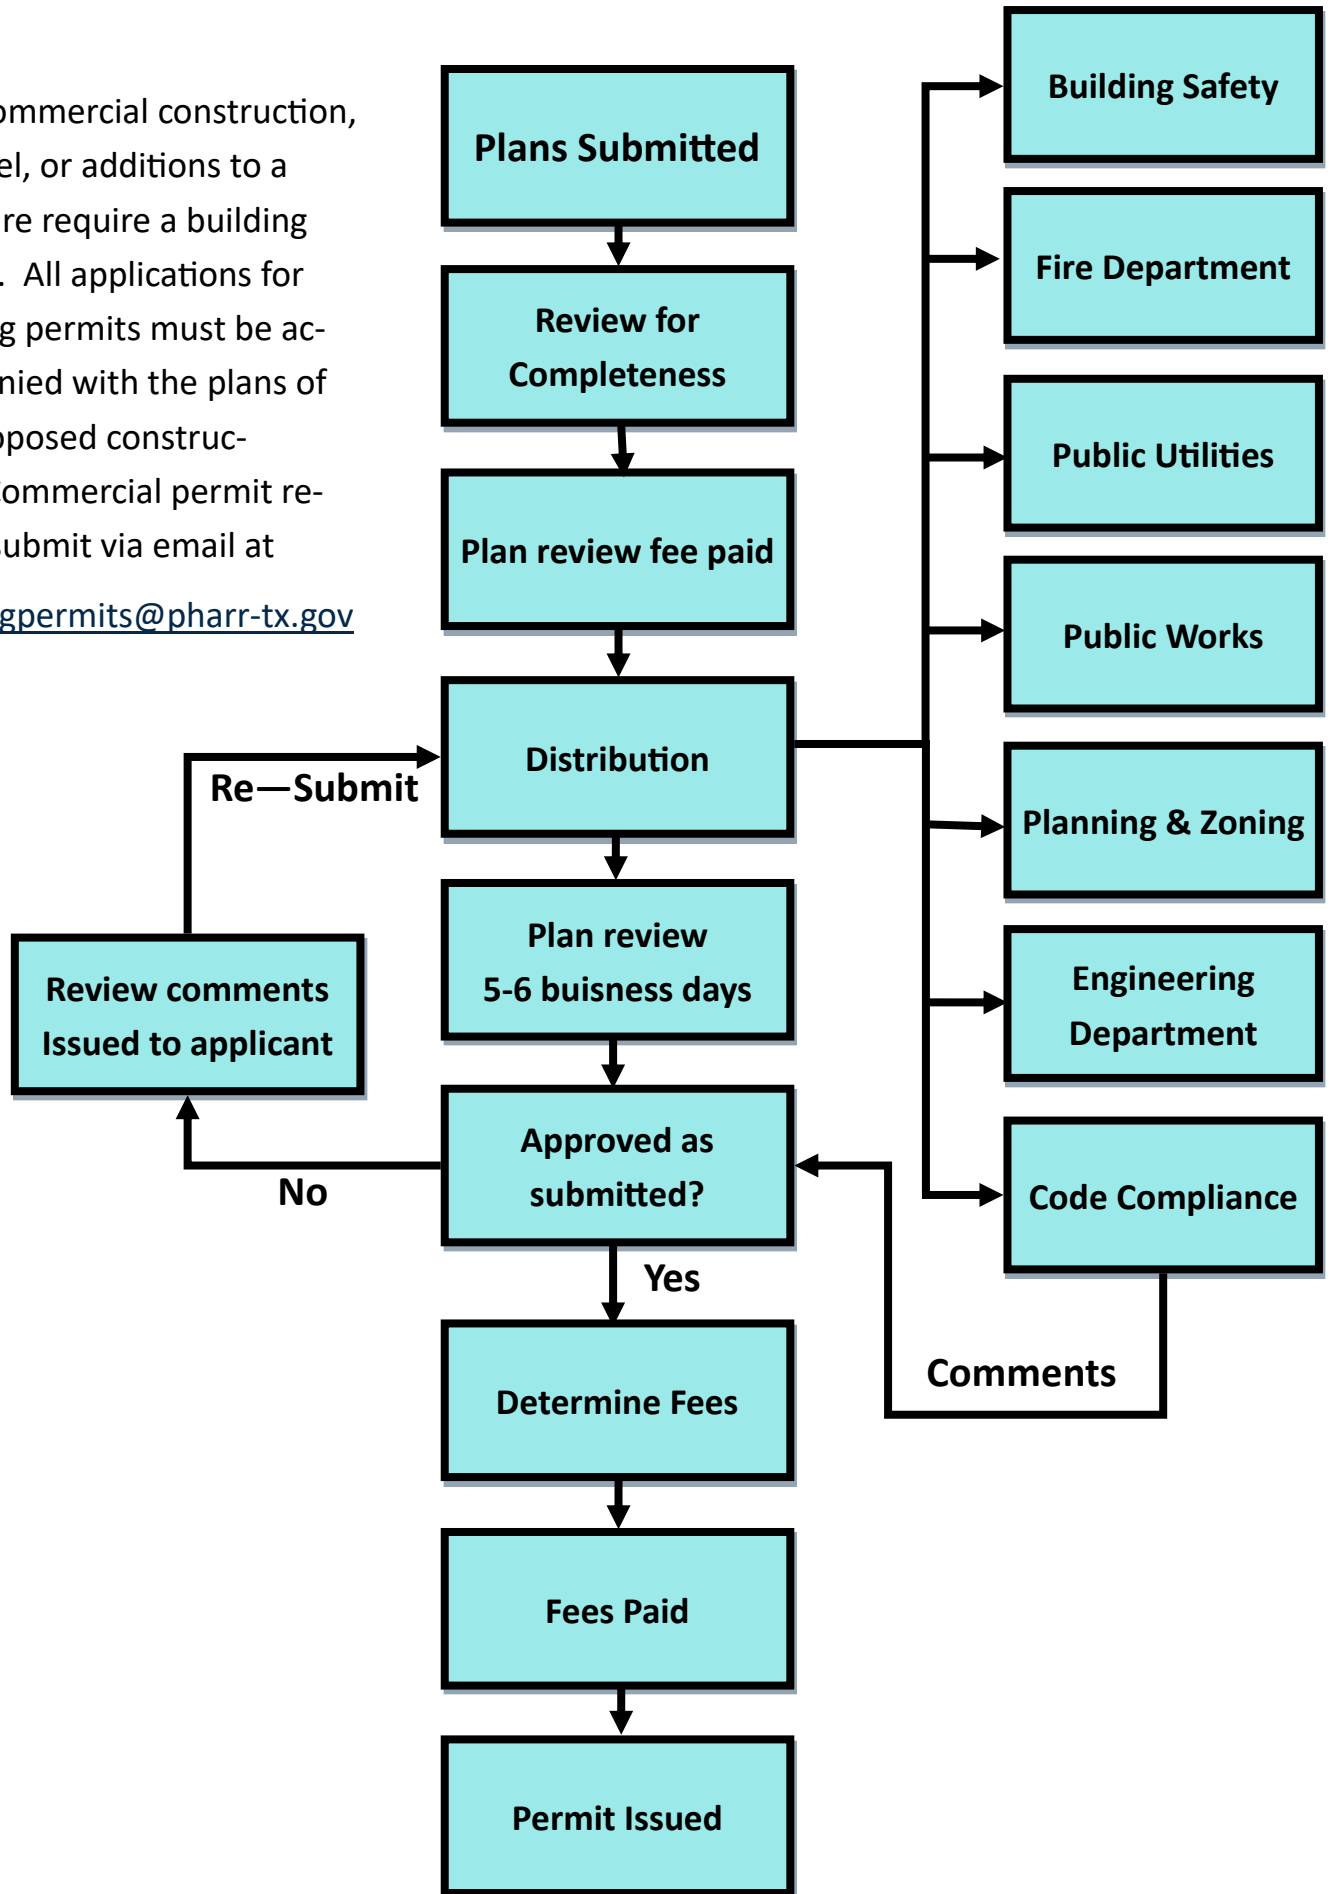 ommercial construction,
el, or additions to a
re require a building
. All applications for
g permits must be ac-
nied with the plans of
posed construc-
ommercial permit re-
submit via email at
gpermits@pharr-tx.gov
Plans Submitted
Review for
Completeness
Plan review fee paid
Distribution
Re—Submit
Plan review
5-6 buisness days
Review comments
Issued to applicant
Approved as
submitted?
No
Yes
Determine Fees
Fees Paid
Permit Issued
Building Safety
Fire Department
Public Utilities
Public Works
Planning & Zoning
Engineering
Department
Code Compliance
Comments